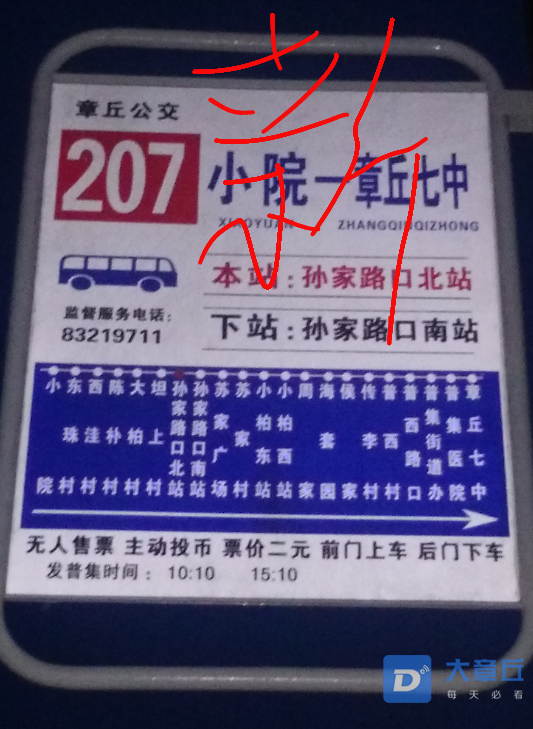 新
章丘公交
207
小院—章丘七中
XIAOYUAN ZHANGQIUQIZHONG
本站:孙家路口北站
监督服务电话:
83219711
下站:孙家路口南站
小院
东珠村
西洼村
陈朴村
大柏村
坦上村
孙家路口北站
孙家路口南站
苏家广场
苏家村
小柏东站
小柏西站
周家
海套园
侯家
传李村
普西村
普西路口
普集街道办
普集医院
章丘七中
无人售票 主动投币 票价二元 前门上车 后门下车
发普集时间: 10:10 15:10
大章丘
每天必看